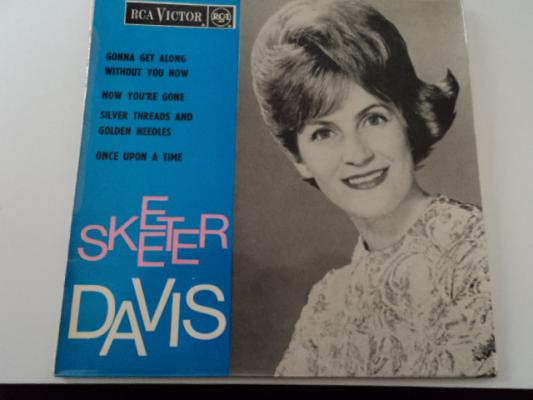 RCA VICTOR RCA
GONNA GET ALONG
WITHOUT YOU NOW
NOW YOU'RE GONE
SILVER THREADS AND
GOLDEN NEEDLES
ONCE UPON A TIME
SKEETER
DAVIS